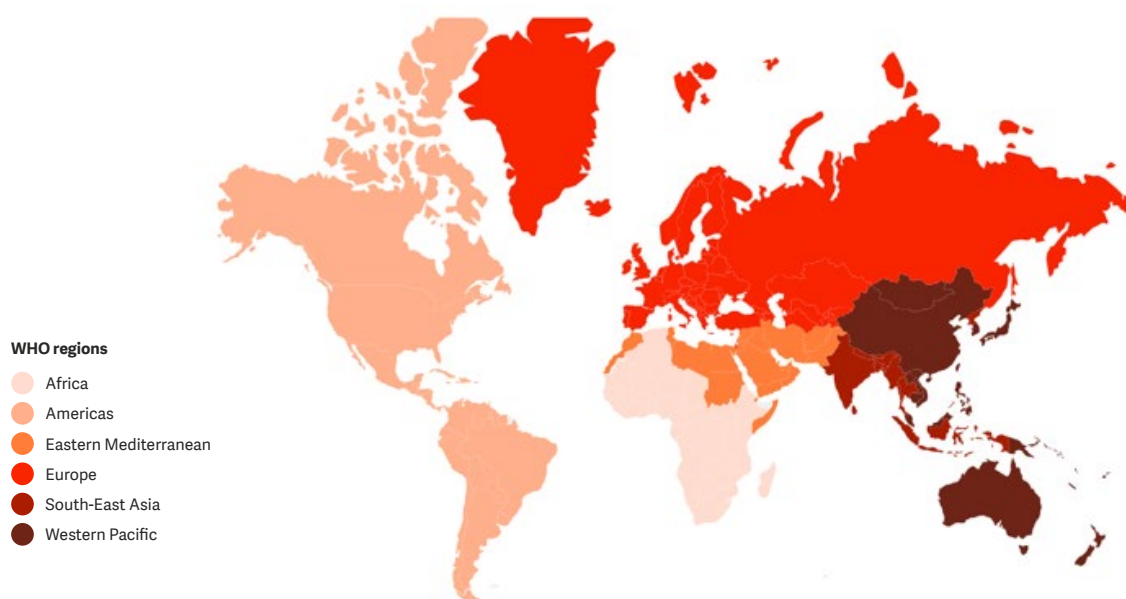 WHO regions
Africa
Americas
Eastern Mediterranean
Europe
South-East Asia
Western Pacific